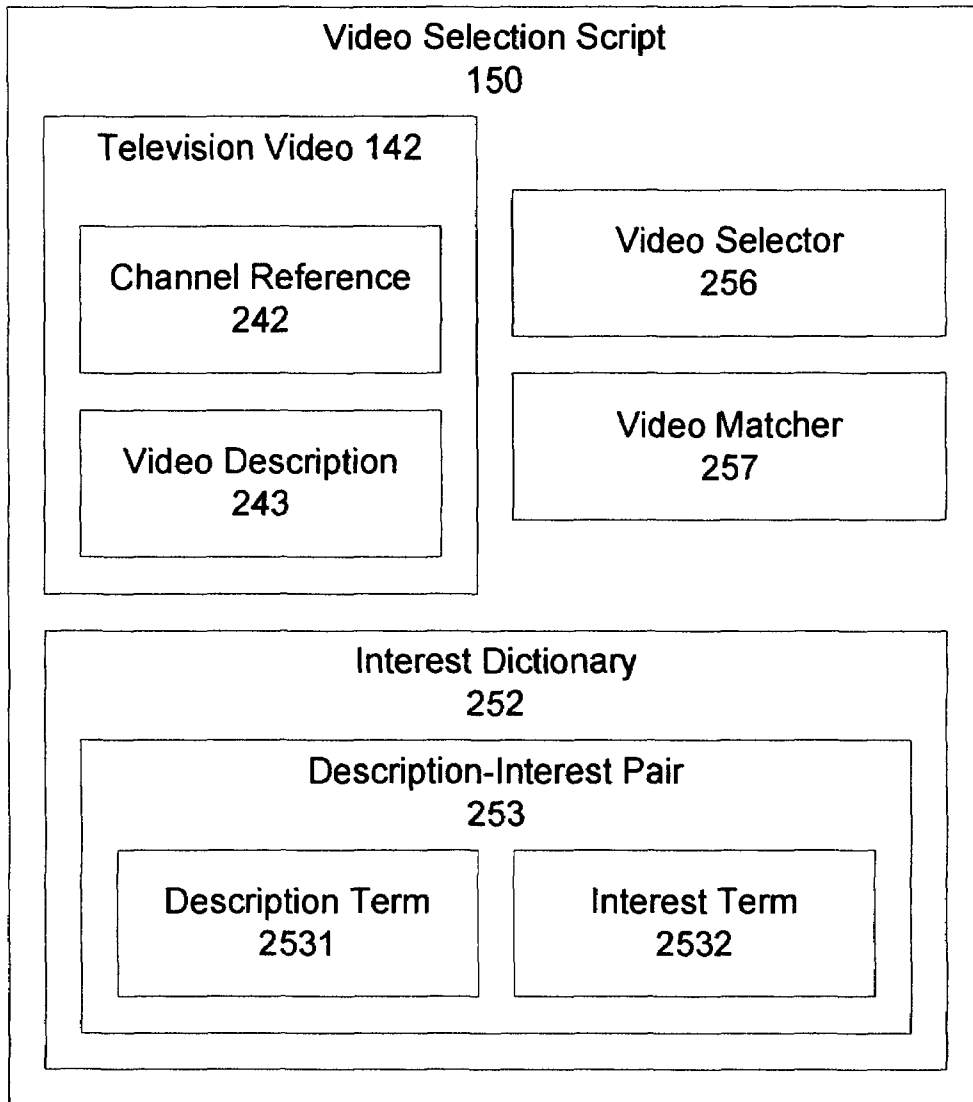 Video Selection Script
150
Television Video 142
Channel Reference
242
Video Description
243
Video Selector
256
Video Matcher
257
Interest Dictionary
252
Description-Interest Pair
253
Description Term
2531
Interest Term
2532